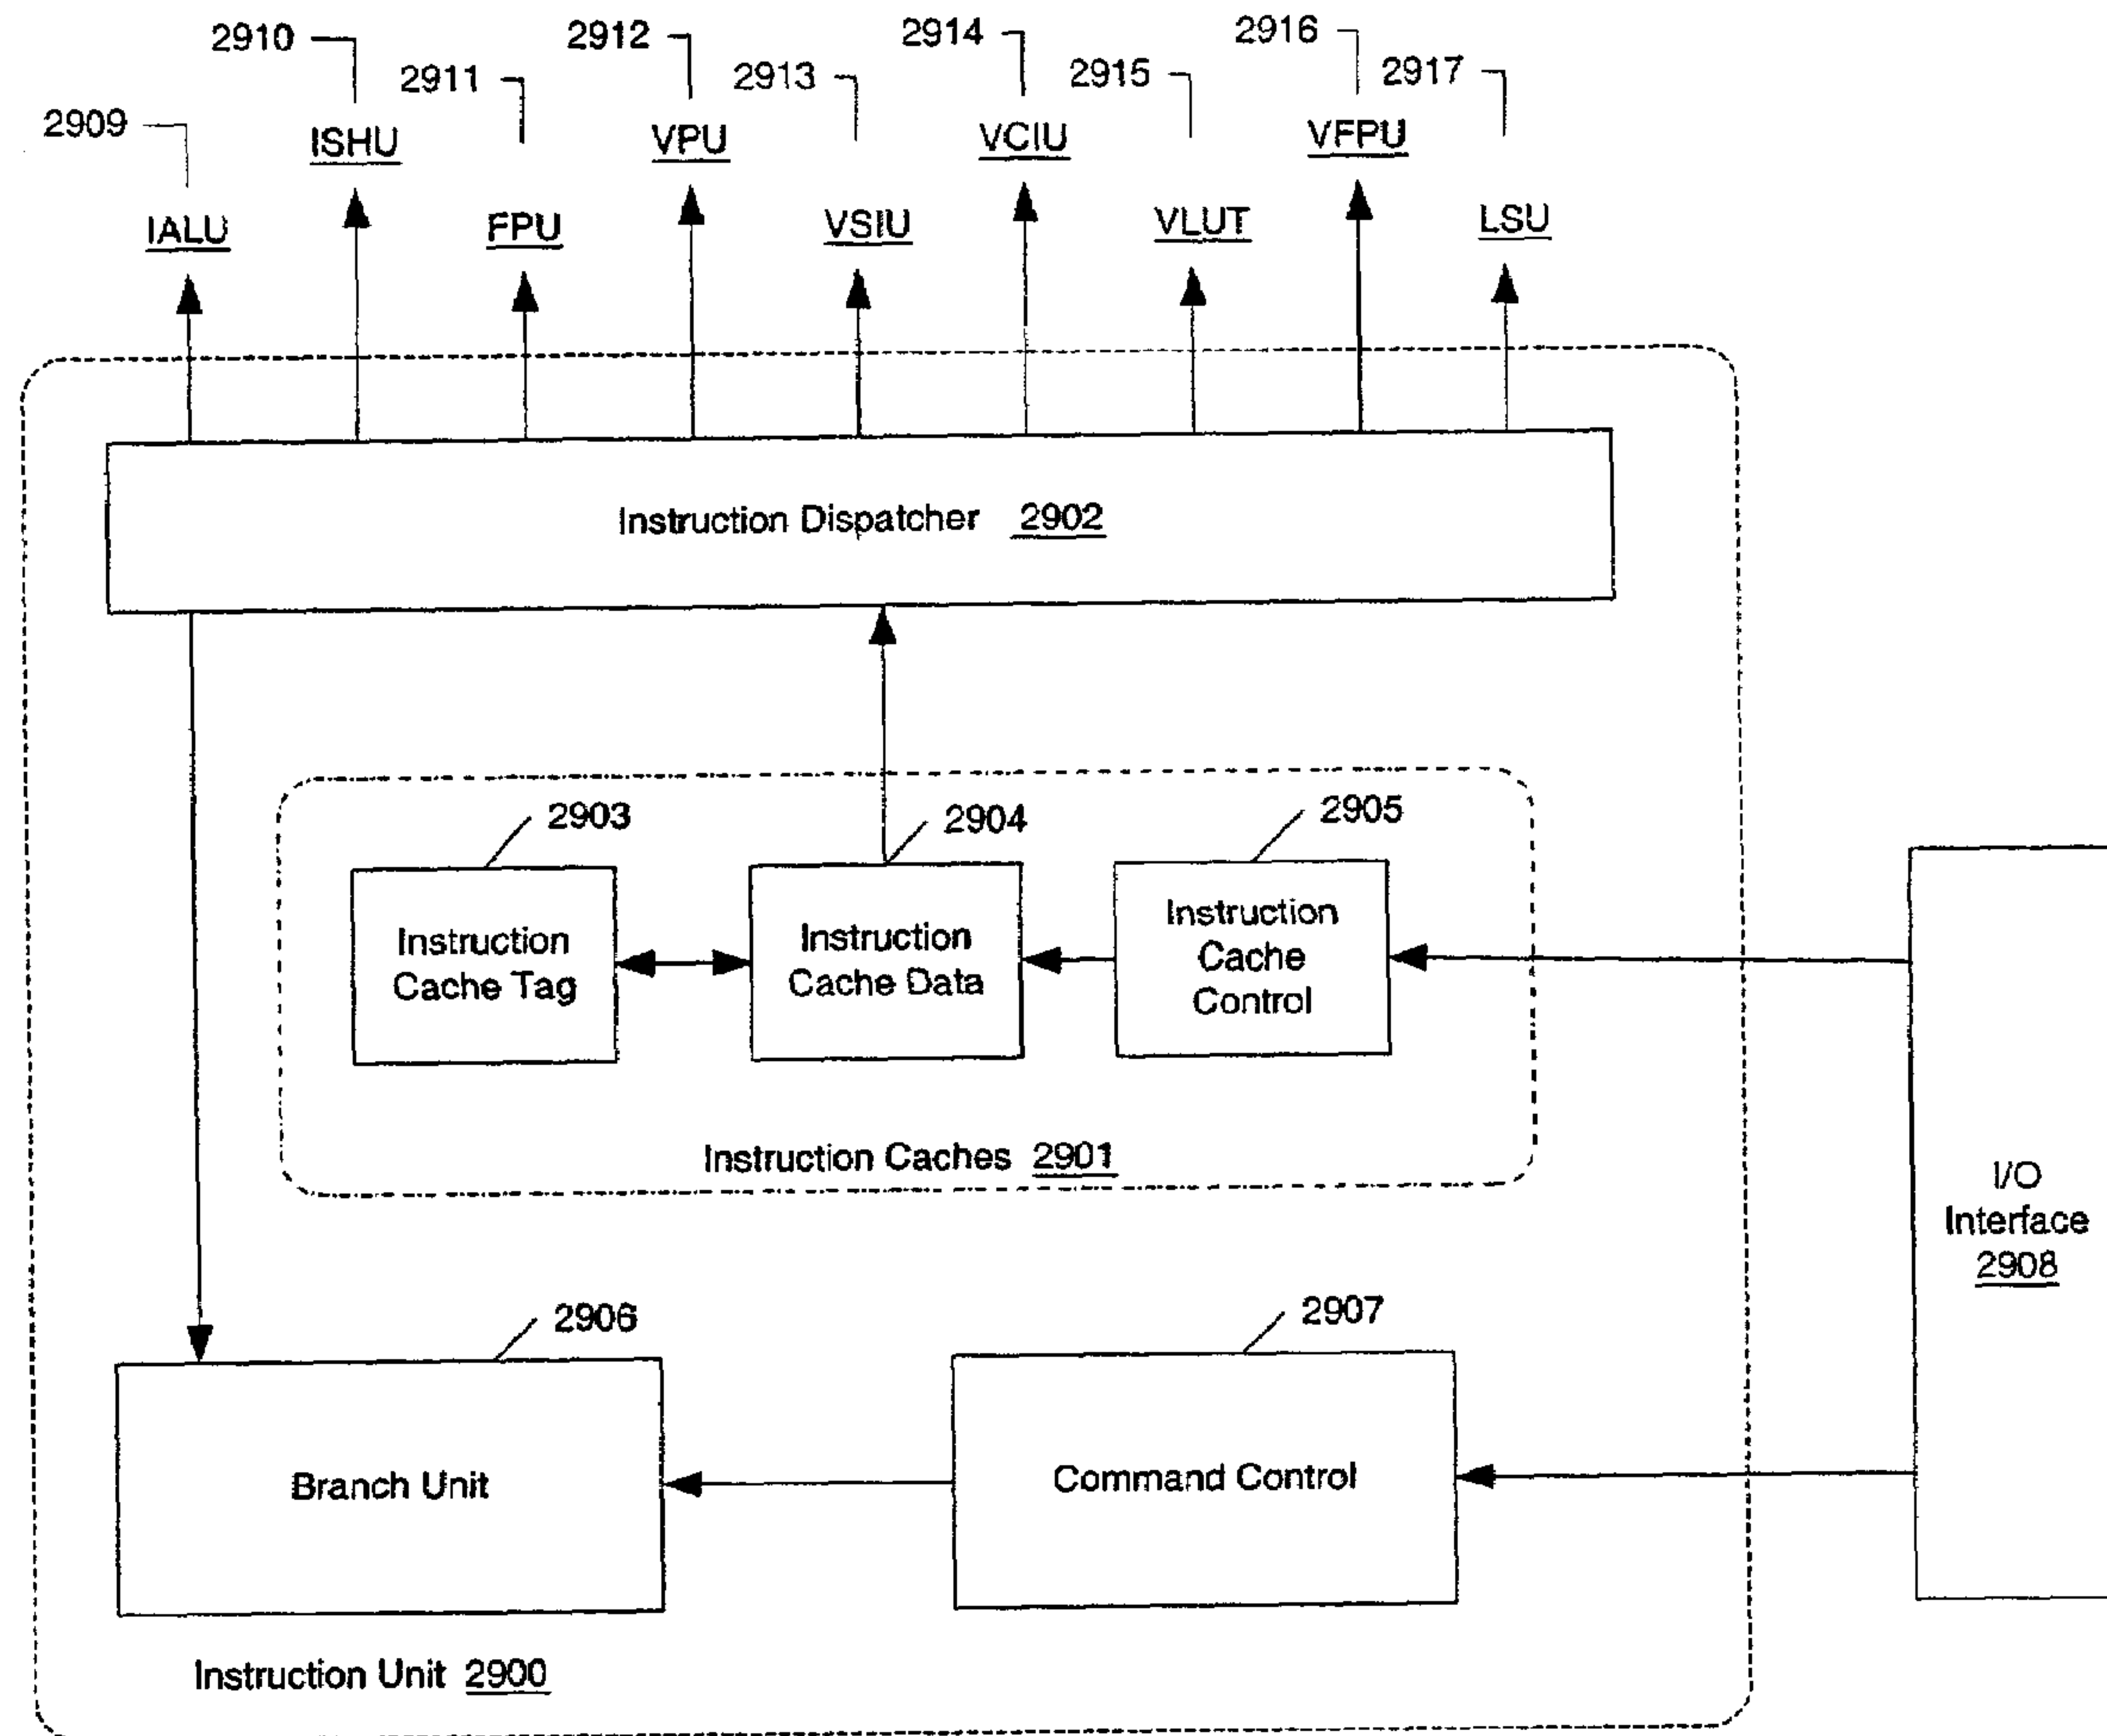 2910
2912
2914
2916
2911
2913
2915
2917
2909
ISHU
VPU
VCIU
VFPU
IALU
FPU
VSIU
VLUT
LSU
Instruction Dispatcher 2902
2903
2904
2905
Instruction
Cache Tag
Instruction
Cache Data
Instruction
Cache
Control
Instruction Caches 2901
I/O
Interface
2908
2906
2907
Branch Unit
Command Control
Instruction Unit 2900